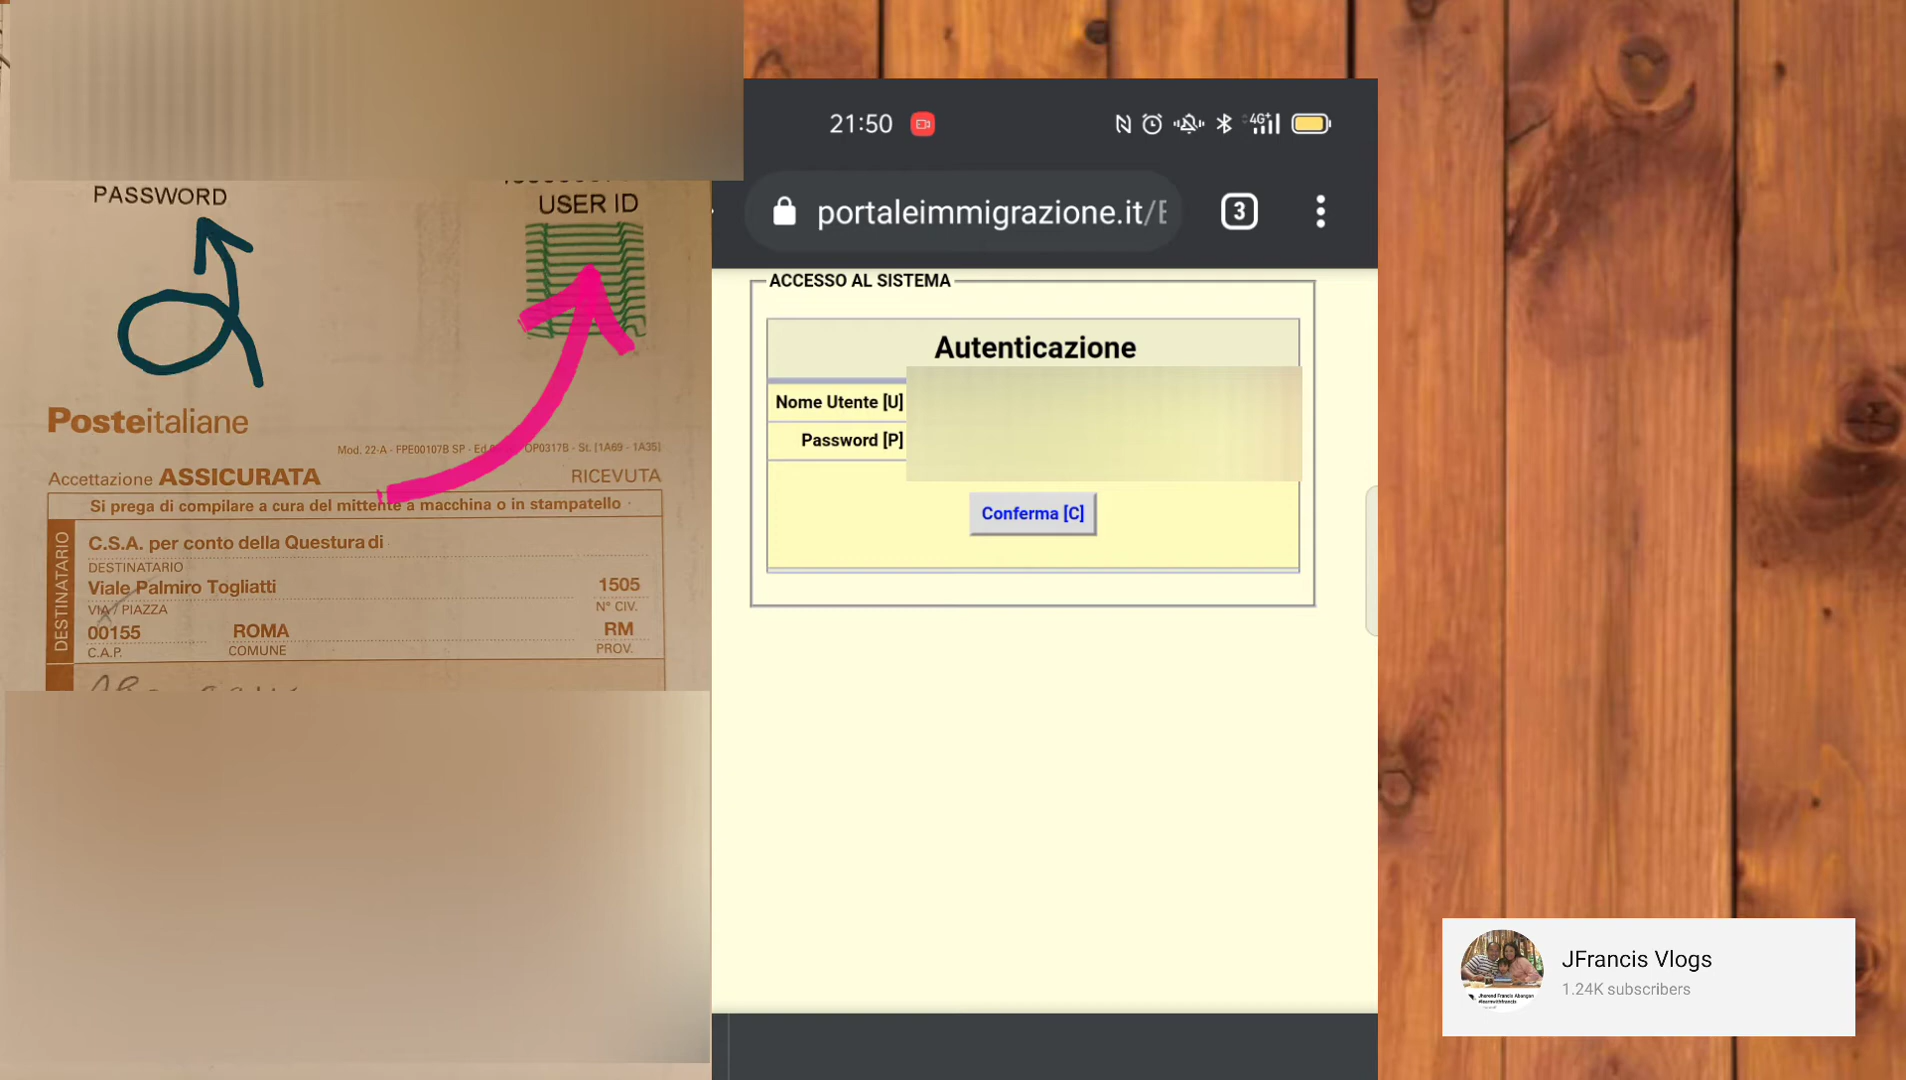 PASSWORD
USER ID
Posteitaliane
Accettazione ASSICURATA
RICEVUTA
Si prega di compilare a cura del mittente a macchina o in stampatello
DESTINATARIO
C.S.A. per conto della Questura di
DESTINATARIO
Viale Palmiro Togliatti
1505
VIA / PIAZZA
N° CIV.
00155
ROMA
RM
C.A.P.
COMUNE
PROV.
21:50
4G+
portaleimmigrazione.it/E
3
ACCESSO AL SISTEMA
Autenticazione
Nome Utente [U]
Password [P]
Conferma [C]
JFrancis Vlogs
1.24K subscribers